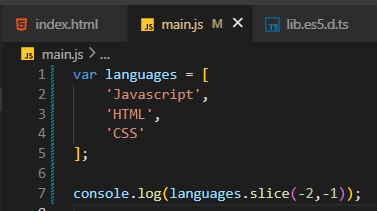 index.html main.js M lib.es5.d.ts
JS main.js > ...
1 var languages = [
2 'Javascript',
3 'HTML',
4 'CSS'
5 ];
6
7 console.log(languages.slice(-2,-1));